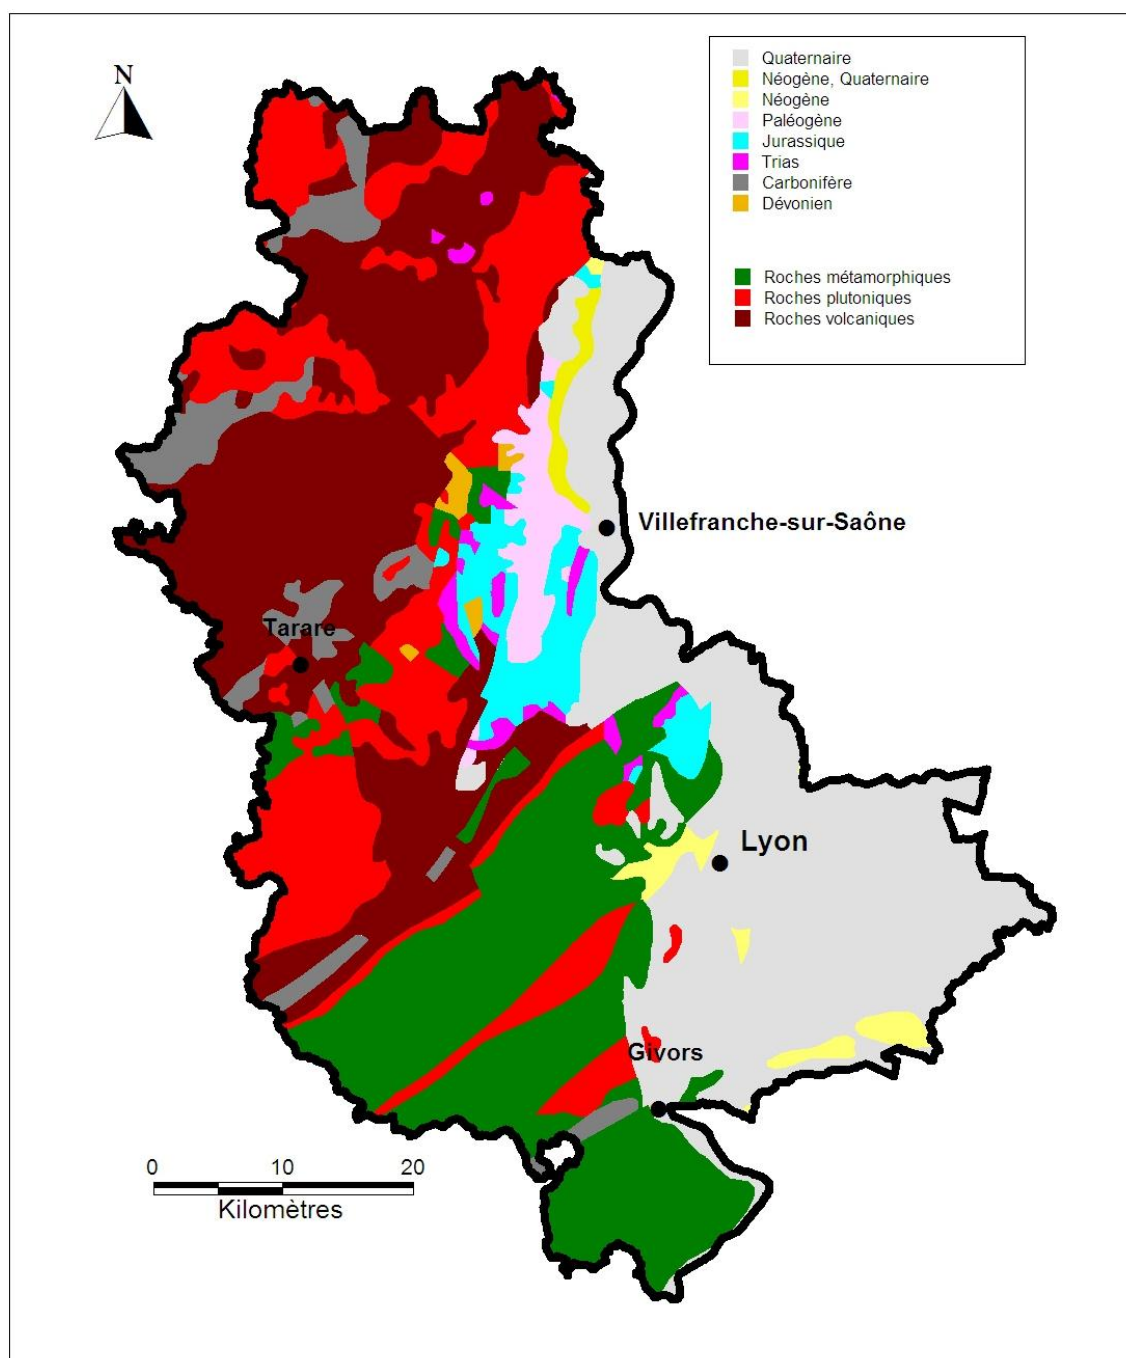 N
Quaternaire
Néogène, Quaternaire
Néogène
Paléogène
Jurassique
Trias
Carbonifère
Dévonien
Roches métamorphiques
Roches plutoniques
Roches volcaniques
Villefranche-sur-Saône
Tarare
Lyon
Givors
0 10 20
Kilomètres